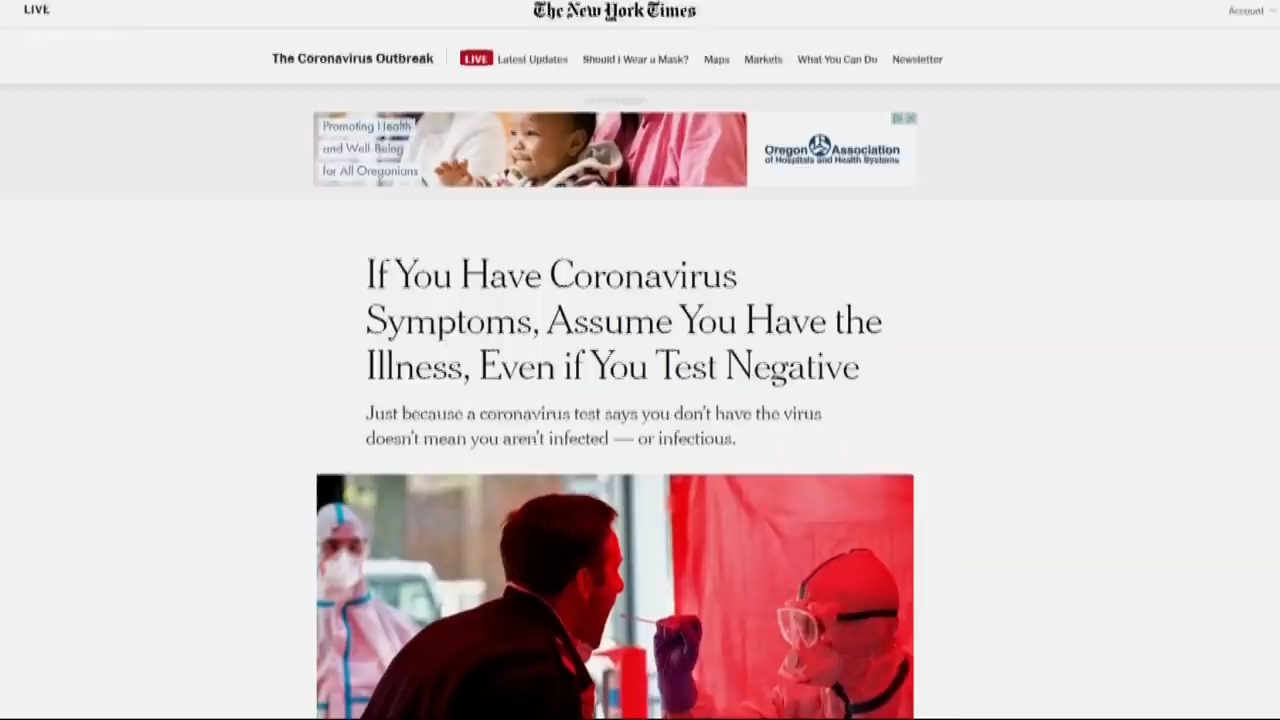 LIVE
The New York Times
Account
The Coronavirus Outbreak
LIVE Latest Updates Should I Wear a Mask? Maps Markets What You Can Do Newsletter
Promoting Health
and Well-Being
for All Oregonians
Oregon Association
of Hospitals and Health Systems
If You Have Coronavirus
Symptoms, Assume You Have the
Illness, Even if You Test Negative
Just because a coronavirus test says you don't have the virus
doesn't mean you aren't infected — or infectious.